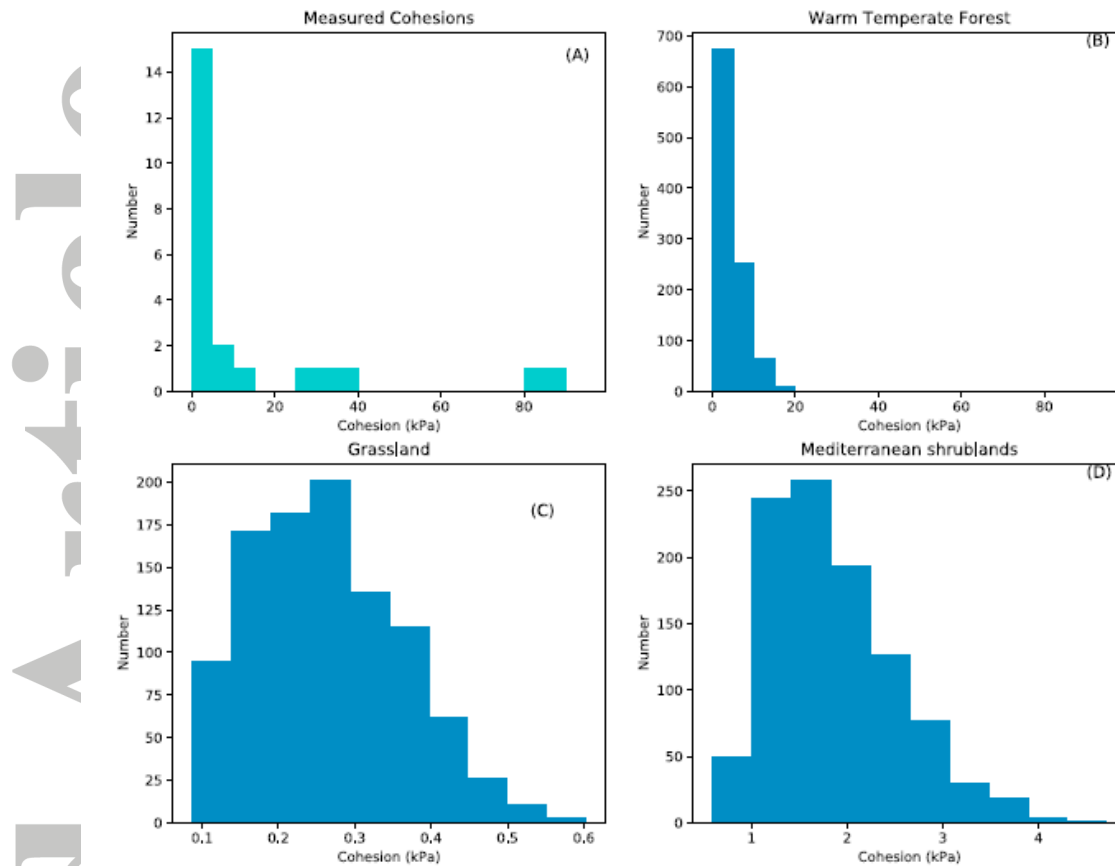 Measured Cohesions
(A)
Number
14
12
10
8
6
4
2
0
0 20 40 60 80
Cohesion (kPa)
Warm Temperate Forest
(B)
Number
700
600
500
400
300
200
100
0
0 20 40 60 80
Cohesion (kPa)
Grassland
(C)
Number
200
175
150
125
100
75
50
25
0
0.1 0.2 0.3 0.4 0.5 0.6
Cohesion (kPa)
Mediterranean shrublands
(D)
Number
250
200
150
100
50
0
1 2 3 4
Cohesion (kPa)